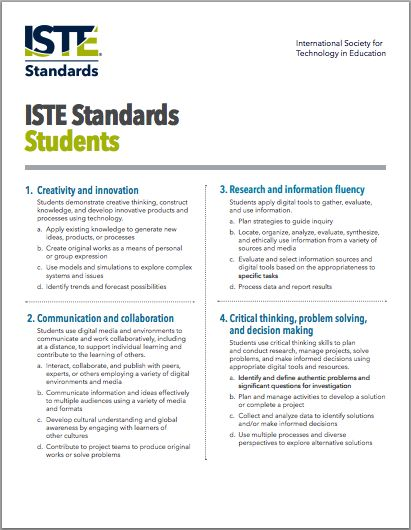 ISTE
Standards
International Society for
Technology in Education
ISTE Standards
Students
1. Creativity and innovation
Students demonstrate creative thinking, construct
knowledge, and develop innovative products and
processes using technology.
a. Apply existing knowledge to generate new
ideas, products, or processes
b. Create original works as a means of personal
or group expression
c. Use models and simulations to explore complex
systems and issues
d. Identify trends and forecast possibilities
2. Communication and collaboration
Students use digital media and environments to
communicate and work collaboratively, including
at a distance, to support individual learning and
contribute to the learning of others.
a. Interact, collaborate, and publish with peers,
experts, or others employing a variety of digital
environments and media
b. Communicate information and ideas effectively
to multiple audiences using a variety of media
and formats
c. Develop cultural understanding and global
awareness by engaging with learners of
other cultures
d. Contribute to project teams to produce original
works or solve problems
3. Research and information fluency
Students apply digital tools to gather, evaluate,
and use information.
a. Plan strategies to guide inquiry
b. Locate, organize, analyze, evaluate, synthesize,
and ethically use information from a variety of
sources and media
c. Evaluate and select information sources and
digital tools based on the appropriateness to
specific tasks
d. Process data and report results
4. Critical thinking, problem solving,
and decision making
Students use critical thinking skills to plan
and conduct research, manage projects, solve
problems, and make informed decisions using
appropriate digital tools and resources.
a. Identify and define authentic problems and
significant questions for investigation
b. Plan and manage activities to develop a solution
or complete a project
c. Collect and analyze data to identify solutions
and/or make informed decisions
d. Use multiple processes and diverse
perspectives to explore alternative solutions